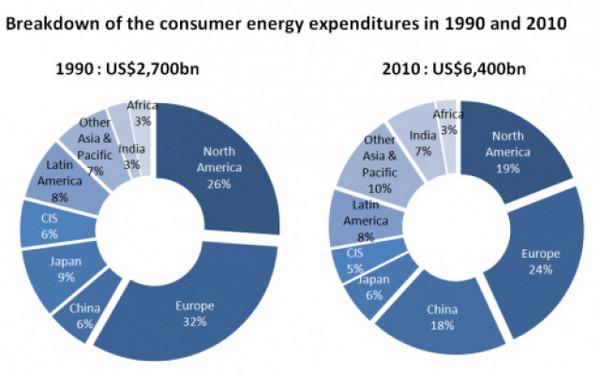 Breakdown of the consumer energy expenditures in 1990 and 2010
1990 : US$2,700bn
Africa
3%
North
America
26%
Europe
32%
China
6%
Japan
9%
CIS
6%
Latin
America
8%
Other
Asia &
Pacific
7%
India
3%
2010 : US$6,400bn
Africa
3%
North
America
19%
Europe
24%
China
18%
Japan
6%
CIS
5%
Latin
America
8%
Other
Asia &
Pacific
10%
India
7%